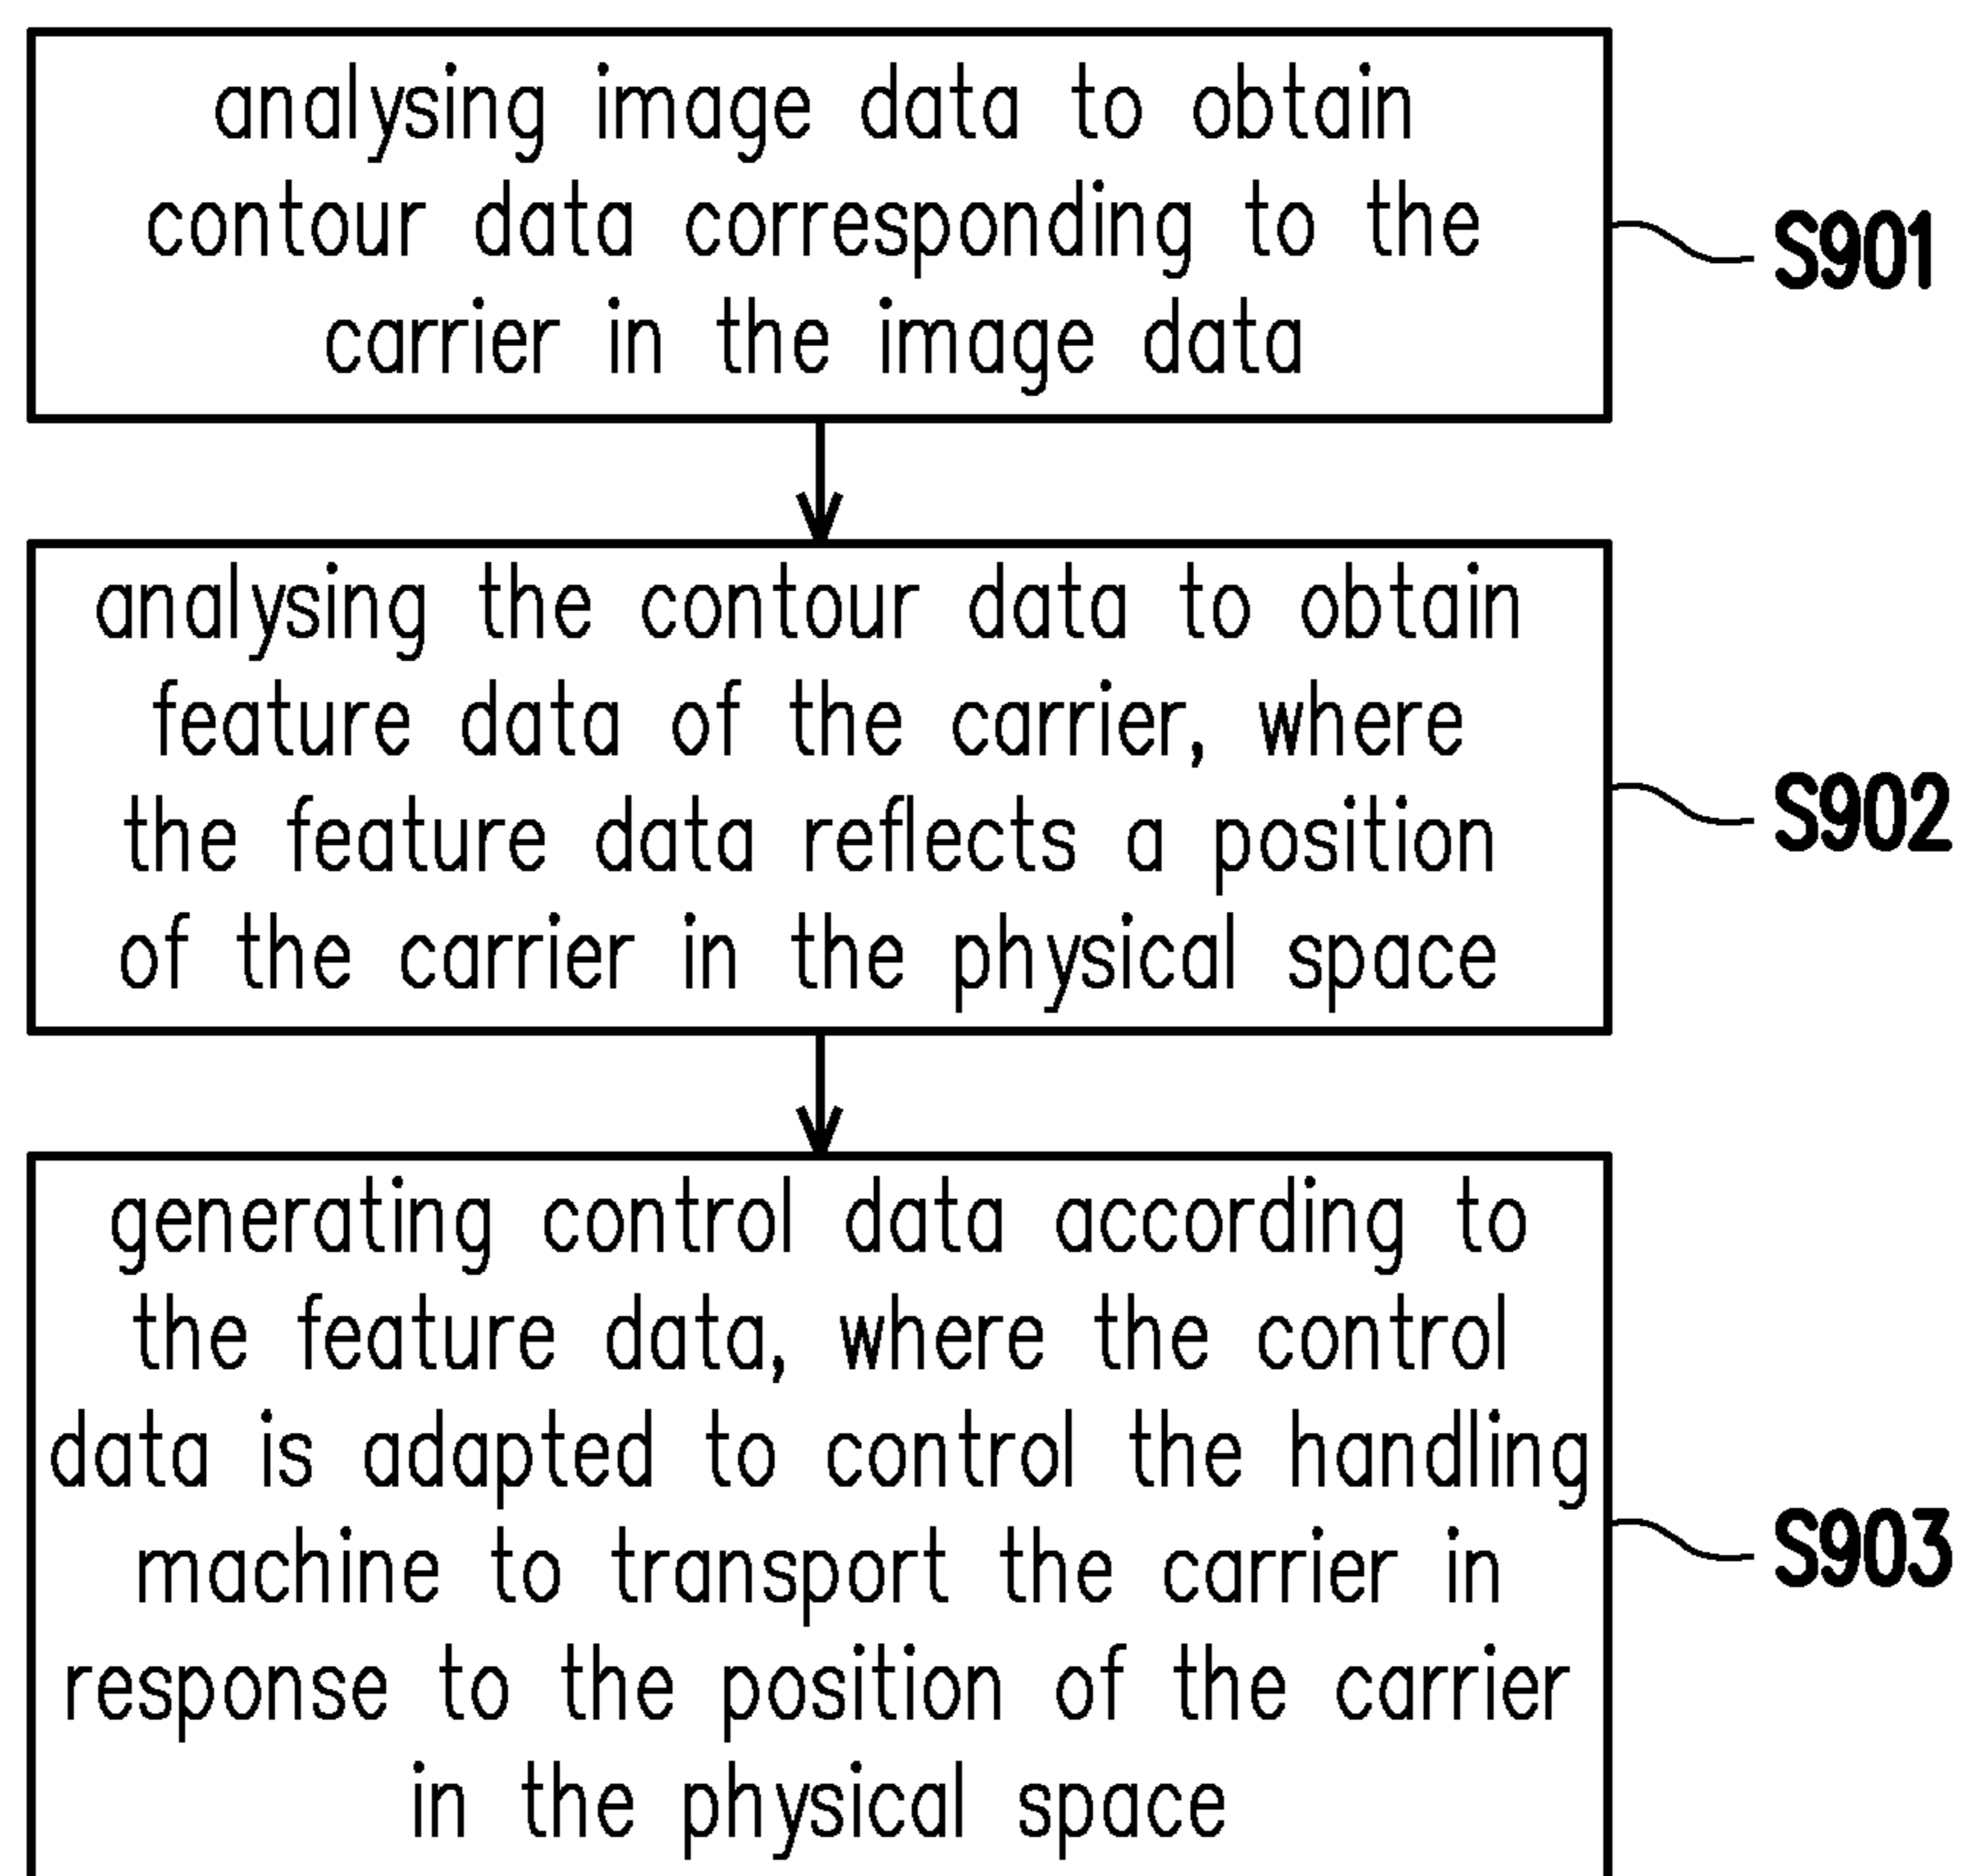 analysing image data to obtain
contour data corresponding to the
carrier in the image data
S901
analysing the contour data to obtain
feature data of the carrier, where
the feature data reflects a position
of the carrier in the physical space
S902
generating control data according to
the feature data, where the control
data is adapted to control the handling
machine to transport the carrier in
response to the position of the carrier
in the physical space
S903